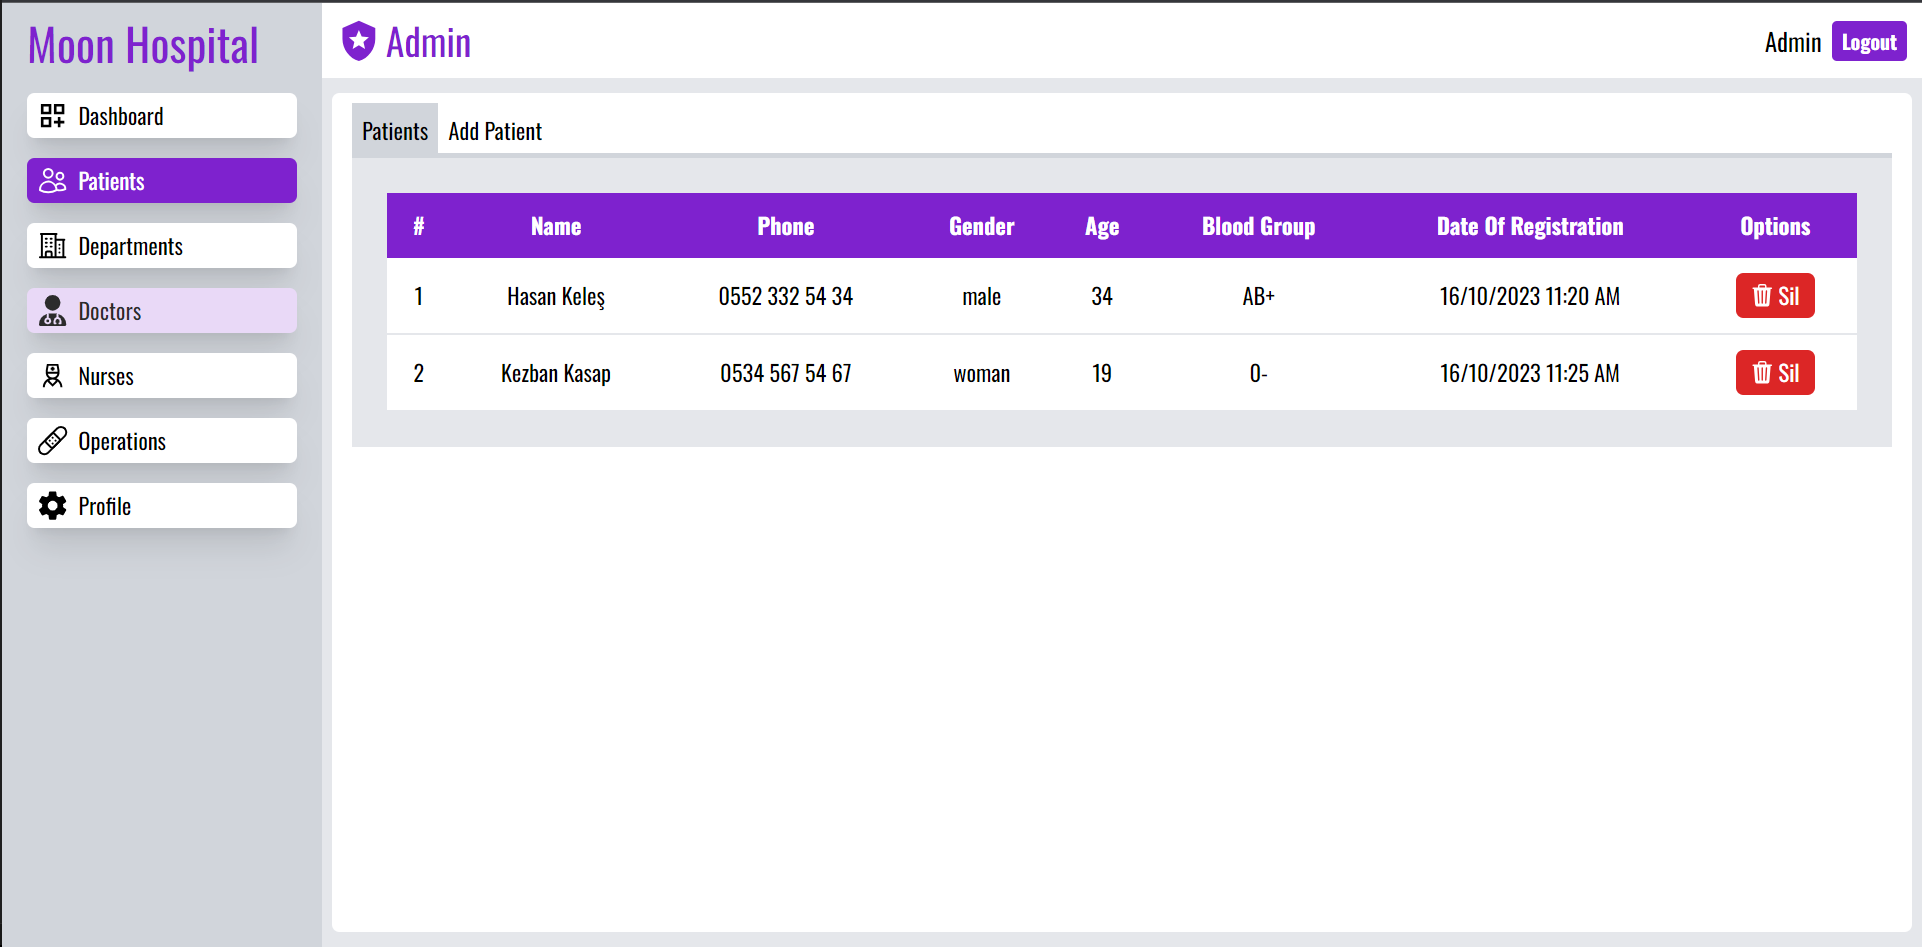 Moon Hospital
Dashboard
Patients
Departments
Doctors
Nurses
Operations
Profile
Admin
Admin Logout
Patients Add Patient
# Name Phone Gender Age Blood Group Date Of Registration Options
1 Hasan Keleş 0552 332 54 34 male 34 AB+ 16/10/2023 11:20 AM Sil
2 Kezban Kasap 0534 567 54 67 woman 19 0- 16/10/2023 11:25 AM Sil